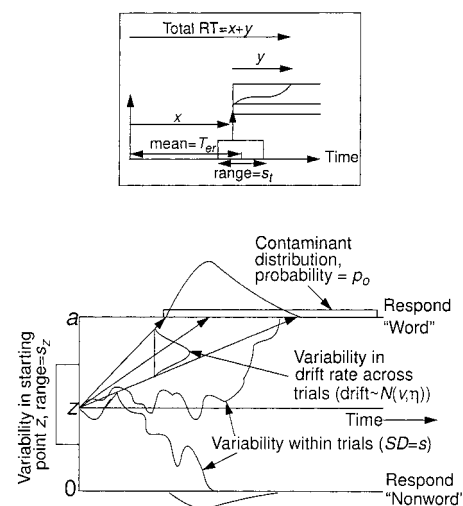 Total RT=x+y
y
x
mean=Ter
Time
range=st
Contaminant
distribution,
probability = po
a
Respond
"Word"
Variability in
drift rate across
trials (drift~N(v,η))
Variability in starting
point z, range=sz
z
Time
Variability within trials (SD=s)
0
Respond
"Nonword"